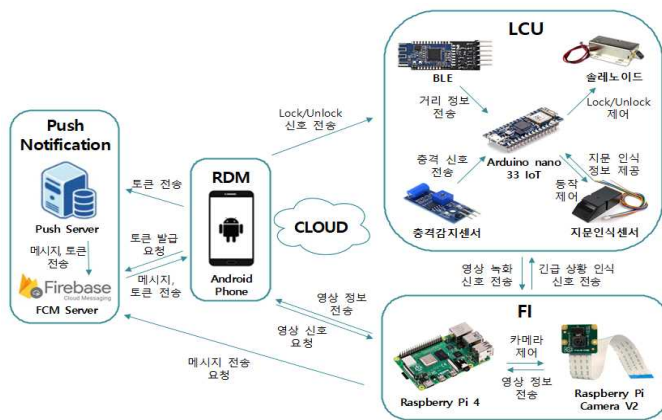 Push
Notification
토큰 전송
Push Server
메시지, 토큰
전송
Firebase
Cloud Messaging
FCM Server
토큰 발급
요청
메시지,
토큰 전송
RDM
Android
Phone
CLOUD
Lock/Unlock
신호 전송
LCU
BLE
솔레노이드
거리 정보
전송
Lock/Unlock
제어
Arduino nano
33 IoT
충격 신호
전송
지문 인식
정보 제공
동작
제어
충격감지센서
지문인식센서
영상 녹화
신호 전송
긴급 상황 인식
신호 전송
영상 정보
전송
영상 신호
요청
메시지 전송
요청
FI
카메라
제어
영상 정보
전송
Raspberry Pi 4
Raspberry Pi
Camera V2